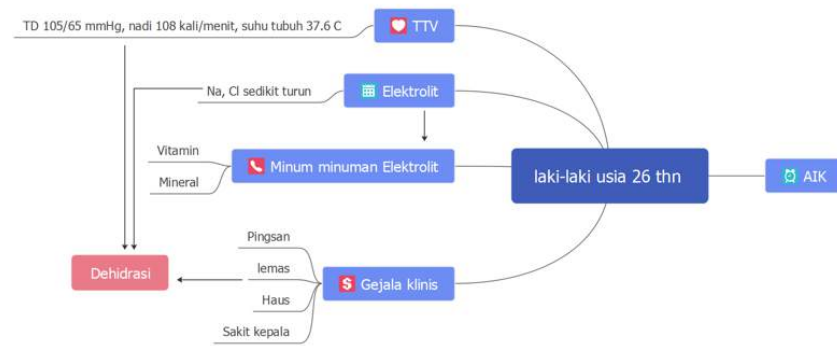 TD 105/65 mmHg, nadi 108 kali/menit, suhu tubuh 37.6 C
TTV
Na, Cl sedikit turun
Elektrolit
Vitamin
Mineral
Minum minuman Elektrolit
laki-laki usia 26 thn
AIK
Pingsan
lemas
Haus
Sakit kepala
Gejala klinis
Dehidrasi